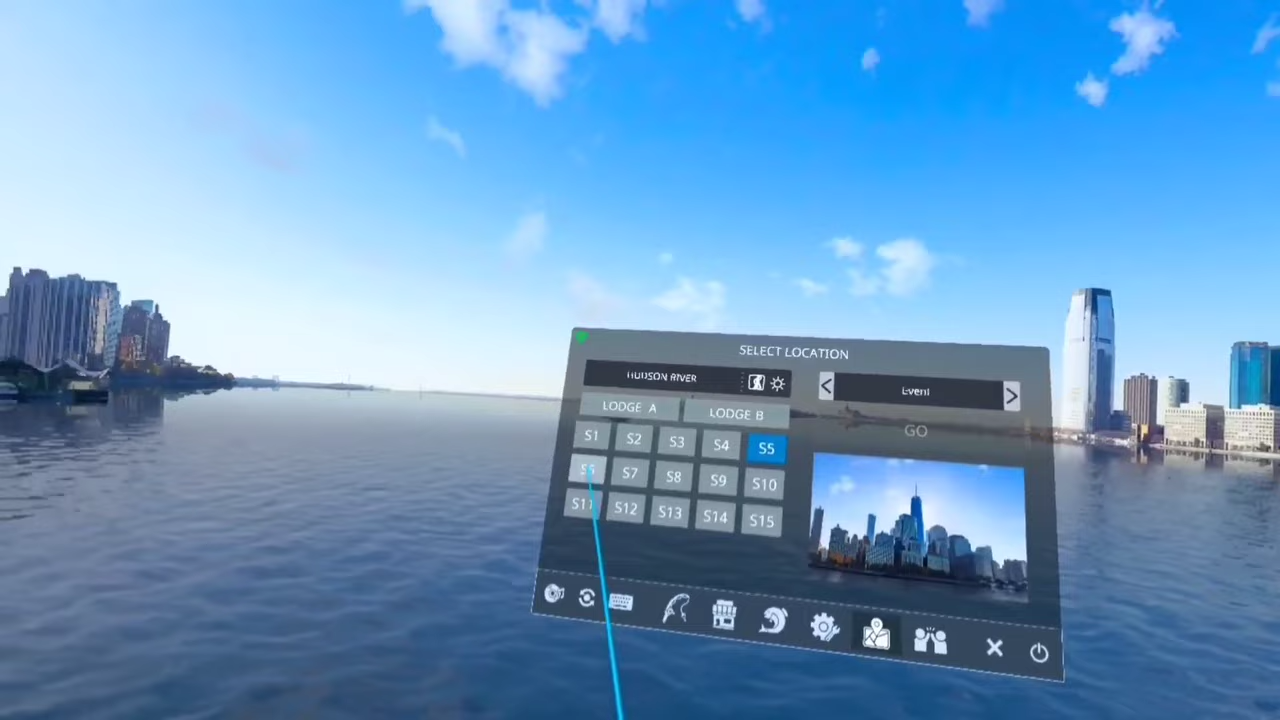 SELECT LOCATION
HUDSON RIVER
< Event >
LODGE A LODGE B
GO
S1 S2 S3 S4 S5
S6 S7 S8 S9 S10
S11 S12 S13 S14 S15